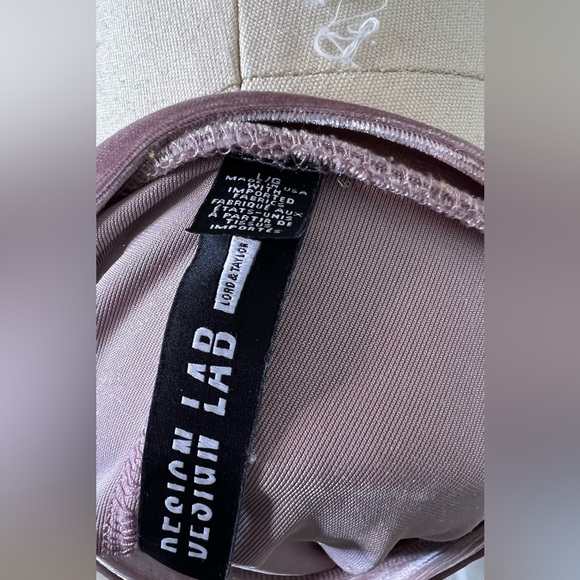 L/G
MADE IN USA
WITH
IMPORTED
FABRIC
FABRIQUÉ AUX
ÉTATS-UNIS
À PARTIR DE
TISSUS
IMPORTÉS
LORD & TAYLOR
DESIGN LAB
DESIGN